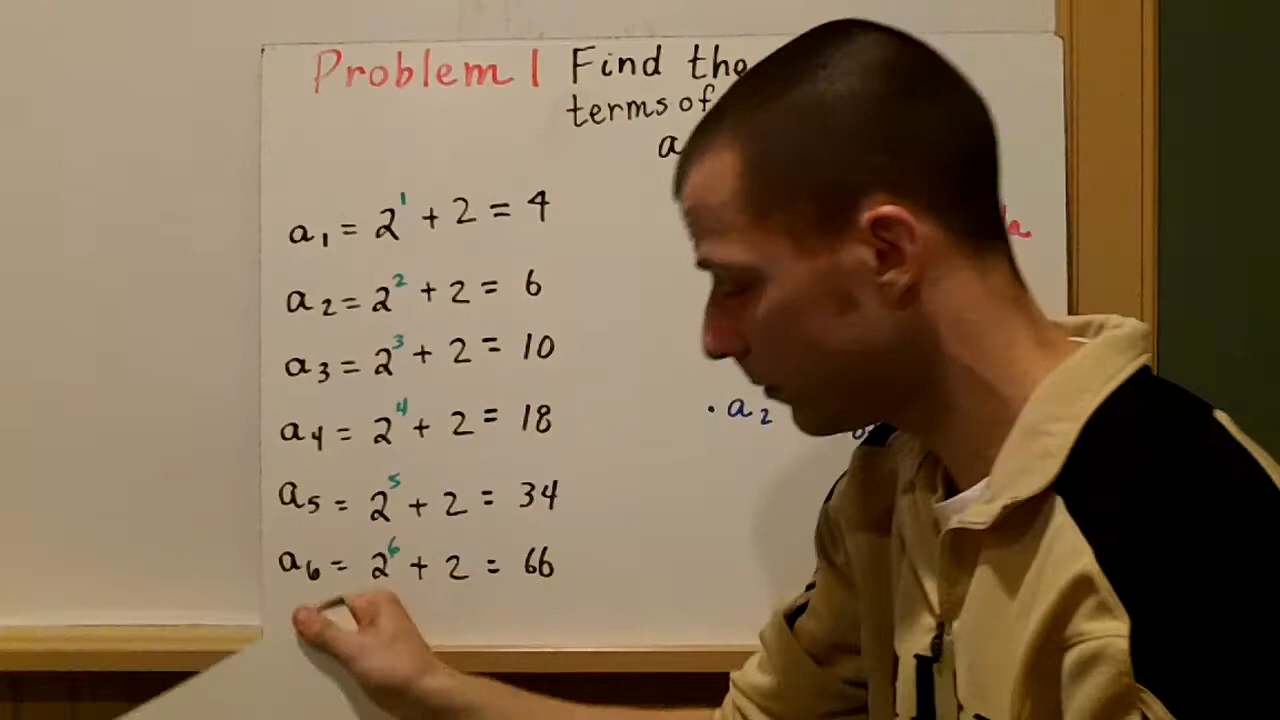 Problem 1 Find the
terms of
a
a₁ = 2¹ + 2 = 4
a₂ = 2² + 2 = 6
a₃ = 2³ + 2 = 10
a₄ = 2⁴ + 2 = 18
· a₂
a₅ = 2⁵ + 2 = 34
a₆ = 2⁶ + 2 = 66